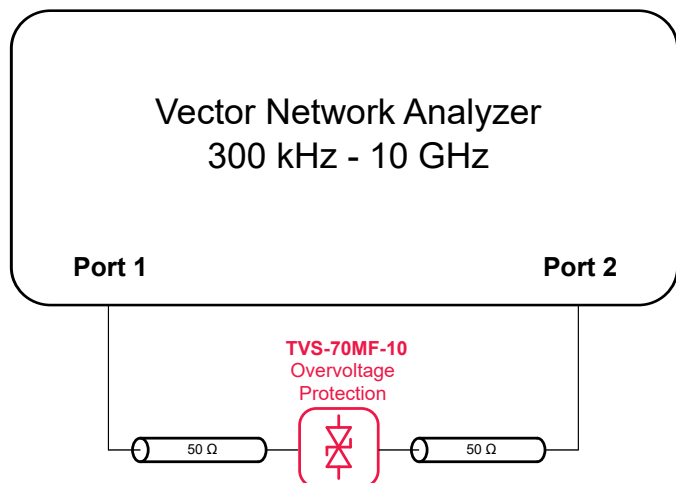 Vector Network Analyzer
300 kHz - 10 GHz
Port 1
Port 2
TVS-70MF-10
Overvoltage
Protection
50 Ω
50 Ω